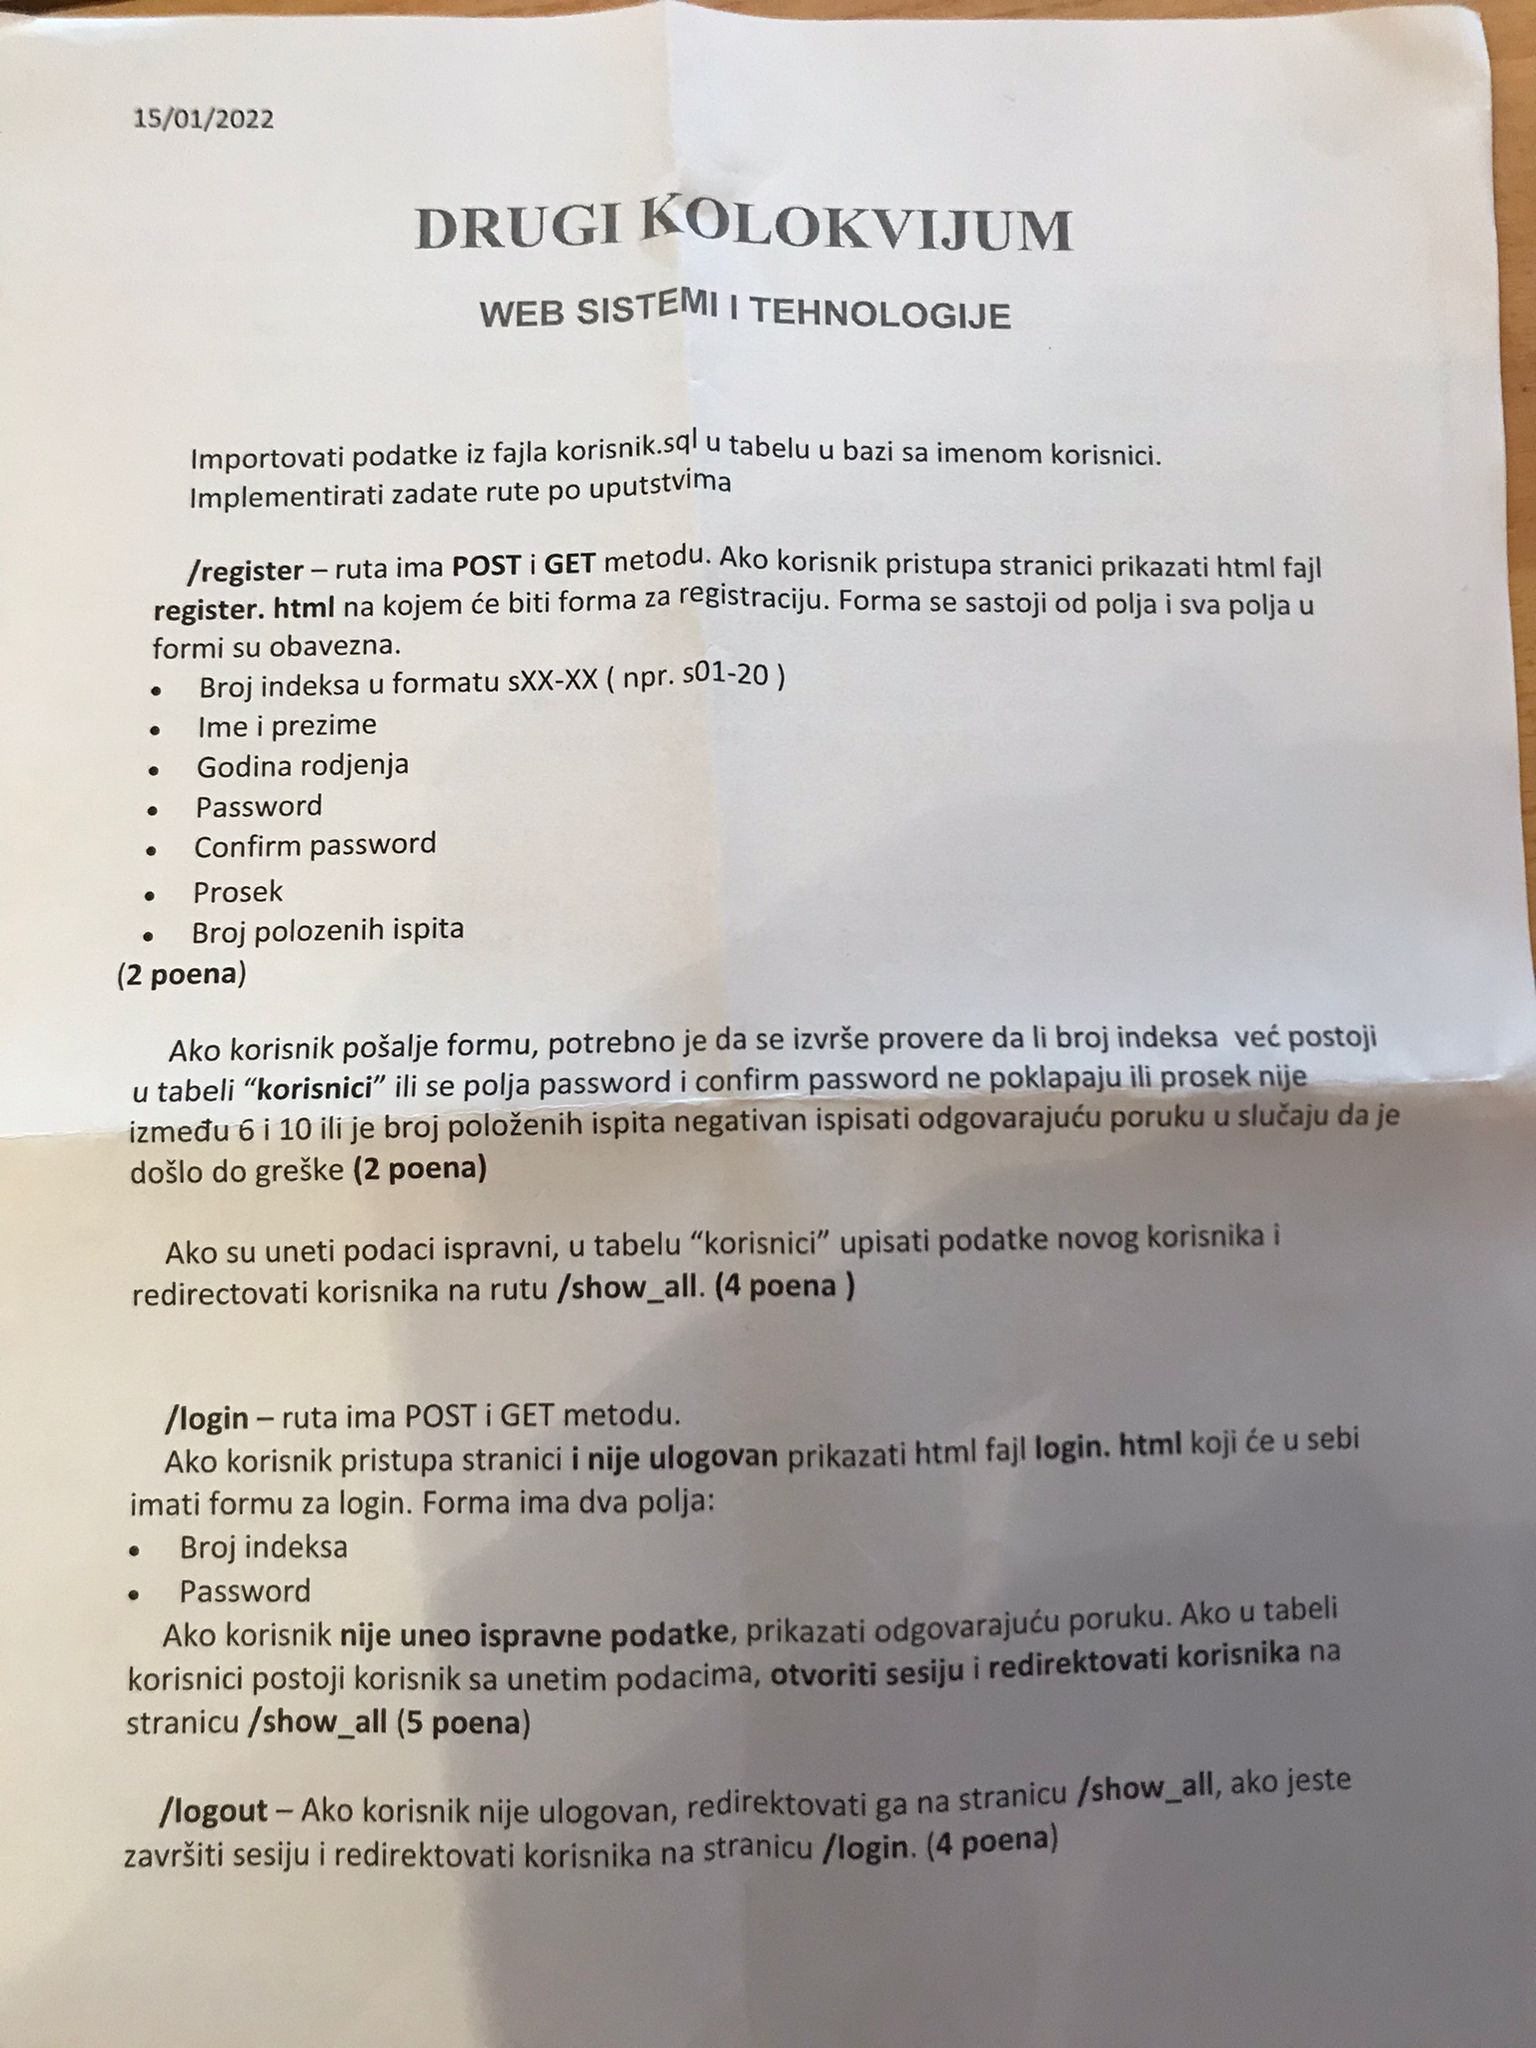 15/01/2022
DRUGI KOLOKVIJUM
WEB SISTEMI I TEHNOLOGIJE
Importovati podatke iz fajla korisnik.sql u tabelu u bazi sa imenom korisnici.
Implementirati zadate rute po uputstvima
/register – ruta ima POST i GET metodu. Ako korisnik pristupa stranici prikazati html fajl
register. html na kojem će biti forma za registraciju. Forma se sastoji od polja i sva polja u
formi su obavezna.
• Broj indeksa u formatu sXX-XX ( npr. s01-20 )
• Ime i prezime
• Godina rodjenja
• Password
• Confirm password
• Prosek
• Broj polozenih ispita
(2 poena)
Ako korisnik pošalje formu, potrebno je da se izvrše provere da li broj indeksa već postoji
u tabeli “korisnici” ili se polja password i confirm password ne poklapaju ili prosek nije
između 6 i 10 ili je broj položenih ispita negativan ispisati odgovarajuću poruku u slučaju da je
došlo do greške (2 poena)
Ako su uneti podaci ispravni, u tabelu “korisnici” upisati podatke novog korisnika i
redirectovati korisnika na rutu /show_all. (4 poena )
/login – ruta ima POST i GET metodu.
Ako korisnik pristupa stranici i nije ulogovan prikazati html fajl login. html koji će u sebi
imati formu za login. Forma ima dva polja:
• Broj indeksa
• Password
Ako korisnik nije uneo ispravne podatke, prikazati odgovarajuću poruku. Ako u tabeli
korisnici postoji korisnik sa unetim podacima, otvoriti sesiju i redirektovati korisnika na
stranicu /show_all (5 poena)
/logout – Ako korisnik nije ulogovan, redirektovati ga na stranicu /show_all, ako jeste
završiti sesiju i redirektovati korisnika na stranicu /login. (4 poena)